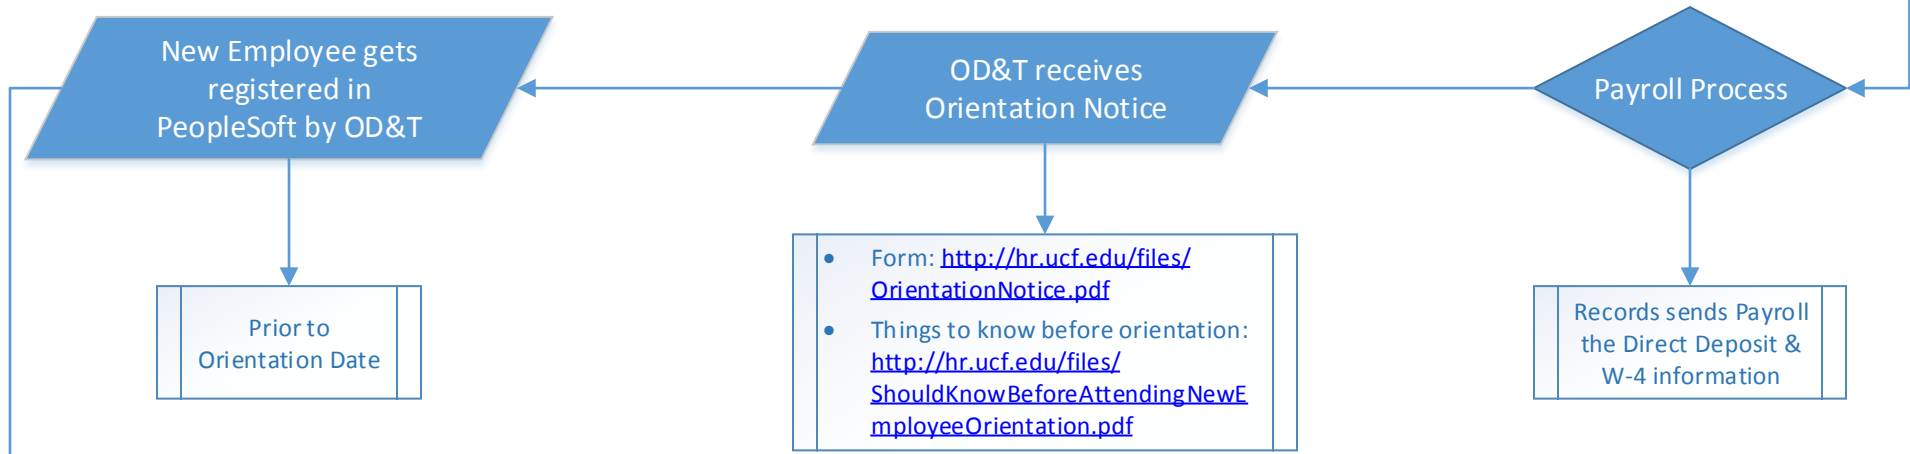 New Employee gets
registered in
PeopleSoft by OD&T
OD&T receives
Orientation Notice
Payroll Process
Prior to
Orientation Date
• Form: http://hr.ucf.edu/files/
OrientationNotice.pdf
• Things to know before orientation:
http://hr.ucf.edu/files/
ShouldKnowBeforeAttendingNewE
mployeeOrientation.pdf
Records sends Payroll
the Direct Deposit &
W-4 information